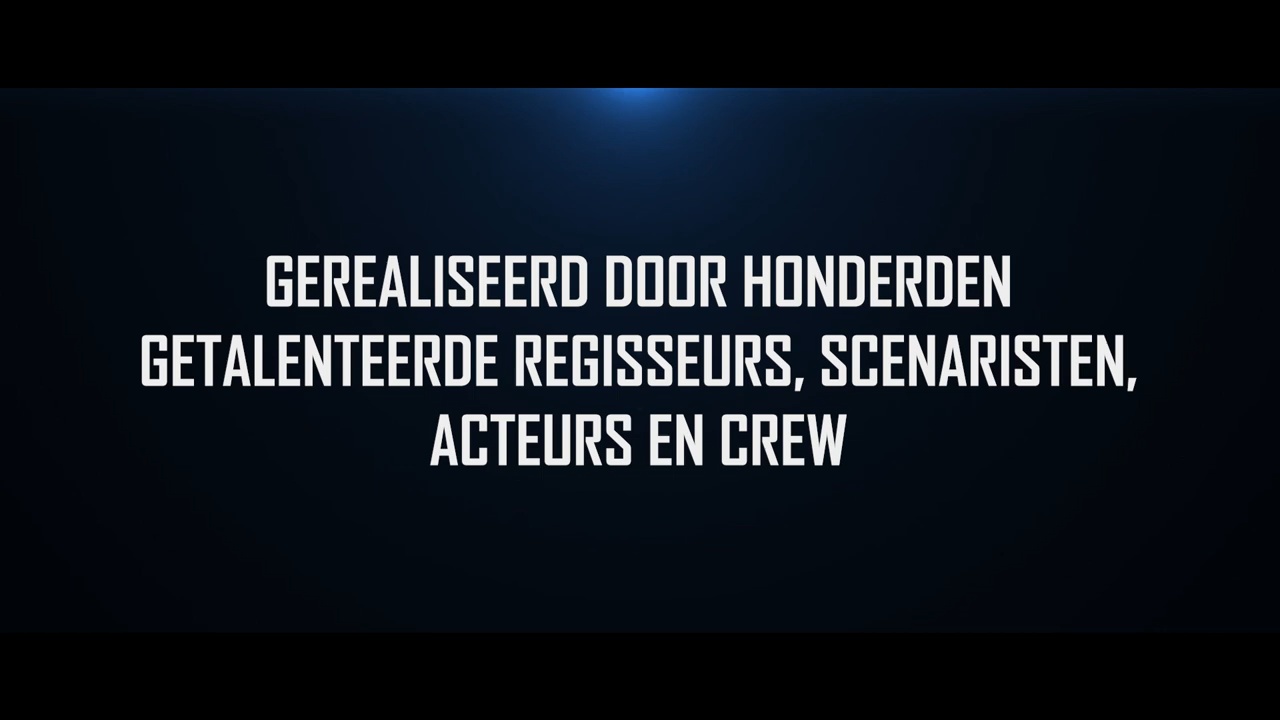 GEREALISEERD DOOR HONDERDEN
GETALENTEERDE REGISSEURS, SCENARISTEN,
ACTEURS EN CREW